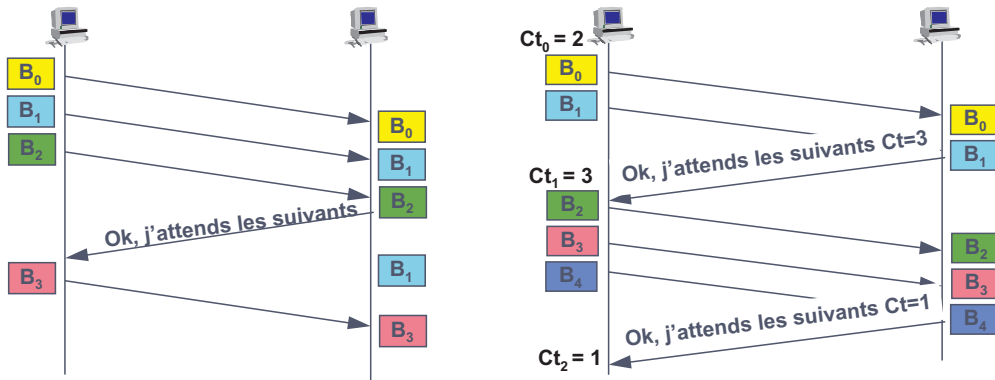 B0
B1
B2
B0
B1
B2
Ok, j'attends les suivants
B1
B3
B3
Ct0 = 2
B0
B1
B0
B1
Ok, j'attends les suivants Ct=3
Ct1 = 3
B2
B3
B4
B2
B3
B4
Ok, j'attends les suivants Ct=1
Ct2 = 1